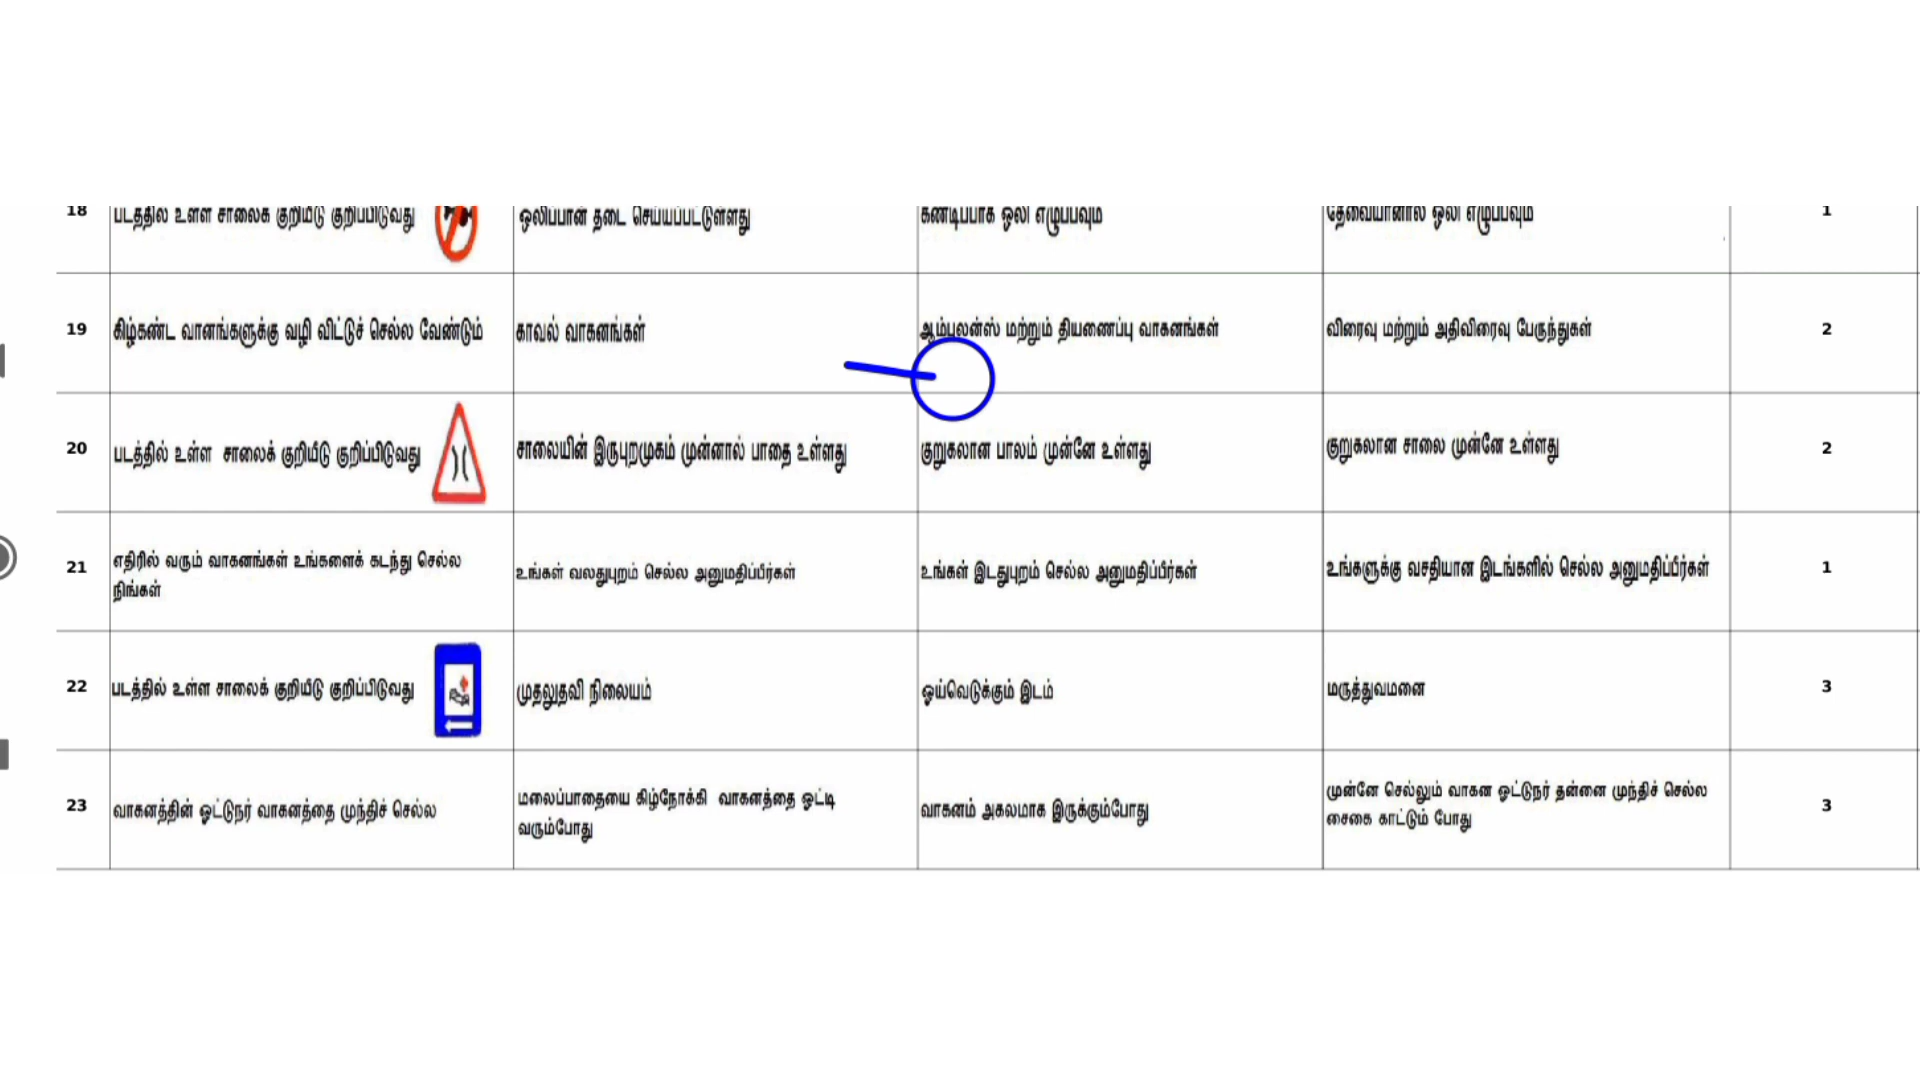 18 படத்தில் உள்ள சாலைக் குறியீடு குறிப்பிடுவது ஒலிப்பான் தடை செய்யப்பட்டுள்ளது கண்டிப்பாக ஒலி எழுப்பவும் தேவையானால் ஒலி எழுப்பவும் 1
19 கிழ்கண்ட வானங்களுக்கு வழி விட்டுச் செல்ல வேண்டும் காவல் வாகனங்கள் ஆம்புலன்ஸ் மற்றும் தியணைப்பு வாகனங்கள் விரைவு மற்றும் அதிவிரைவு பேருந்துகள் 2
20 படத்தில் உள்ள சாலைக் குறியீடு குறிப்பிடுவது சாலையின் இருபுறமுகம் முன்னால் பாதை உள்ளது குறுகலான பாலம் முன்னே உள்ளது குறுகலான சாலை முன்னே உள்ளது 2
21 எதிரில் வரும் வாகனங்கள் உங்களைக் கடந்து செல்ல
நிங்கள் உங்கள் வலதுபுறம் செல்ல அனுமதிப்பீர்கள் உங்கள் இடதுபுறம் செல்ல அனுமதிப்பீர்கள் உங்களுக்கு வசதியான இடங்களில் செல்ல அனுமதிப்பீர்கள் 1
22 படத்தில் உள்ள சாலைக் குறியீடு குறிப்பிடுவது முதலுதவி நிலையம் ஓய்வெடுக்கும் இடம் மருத்துவமனை 3
23 வாகனத்தின் ஓட்டுநர் வாகனத்தை முந்திச் செல்ல மலைப்பாதையை கிழ்நோக்கி வாகனத்தை ஓட்டி
வரும்போது வாகனம் அகலமாக இருக்கும்போது முன்னே செல்லும் வாகன ஓட்டுநர் தன்னை முந்திச் செல்ல
சைகை காட்டும் போது 3